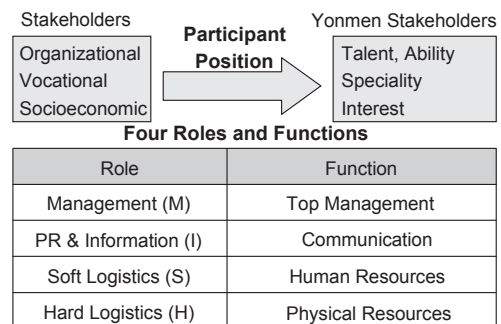 Stakeholders
Organizational
Vocational
Socioeconomic
Participant
Position
Yonmen Stakeholders
Talent, Ability
Speciality
Interest
Four Roles and Functions
Role Function
Management (M) Top Management
PR & Information (I) Communication
Soft Logistics (S) Human Resources
Hard Logistics (H) Physical Resources